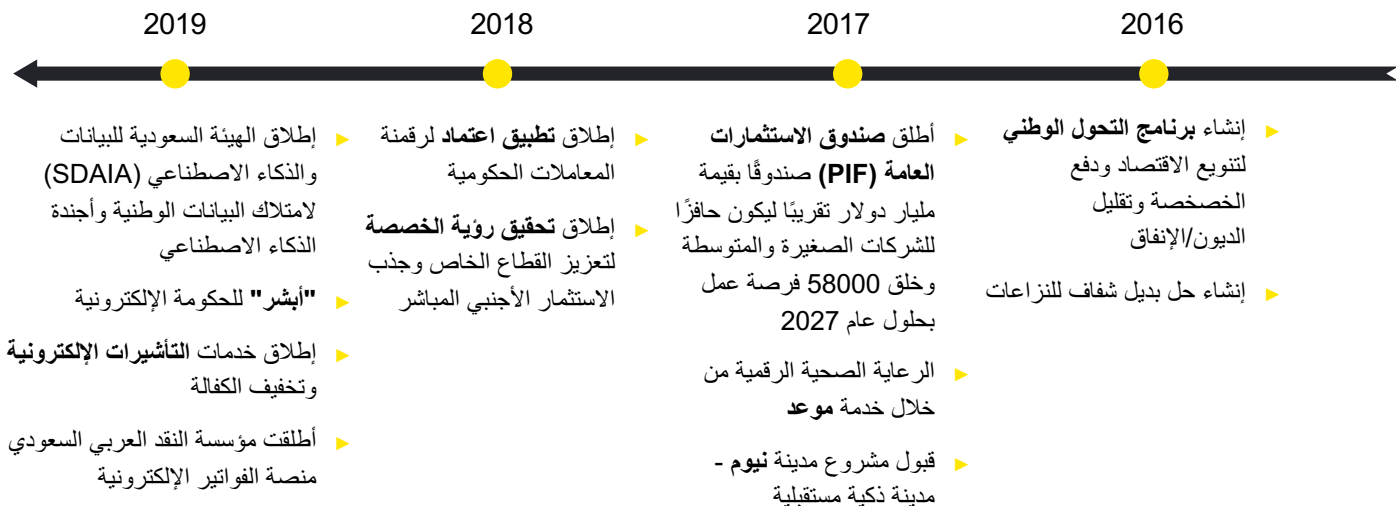 2016
إنشاء برنامج التحول الوطني
لتنويع الاقتصاد ودفع
الخصخصة وتقليل
الديون/الإنفاق
إنشاء حل بديل شفاف للنزاعات
2017
أطلق صندوق الاستثمارات
العامة (PIF) صندوقًا بقيمة
مليار دولار تقريبًا ليكون حافزًا
للشركات الصغيرة والمتوسطة
وخلق 58000 فرصة عمل
بحلول عام 2027
الرعاية الصحية الرقمية من
خلال خدمة موعد
قبول مشروع مدينة نيوم -
مدينة ذكية مستقبلية
2018
إطلاق تطبيق اعتماد لرقمنة
المعاملات الحكومية
إطلاق تحقيق رؤية الخصصة
لتعزيز القطاع الخاص وجذب
الاستثمار الأجنبي المباشر
2019
إطلاق الهيئة السعودية للبيانات
والذكاء الاصطناعي (SDAIA)
لامتلاك البيانات الوطنية وأجندة
الذكاء الاصطناعي
"أبشر" للحكومة الإلكترونية
إطلاق خدمات التأشيرات الإلكترونية
وتخفيف الكفالة
أطلقت مؤسسة النقد العربي السعودي
منصة الفواتير الإلكترونية